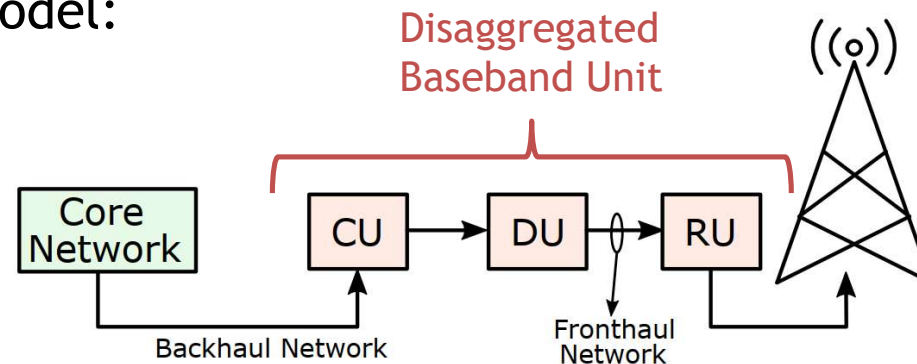 odel:
Disaggregated
Baseband Unit
Core
Network
CU
DU
RU
Backhaul Network
Fronthaul
Network